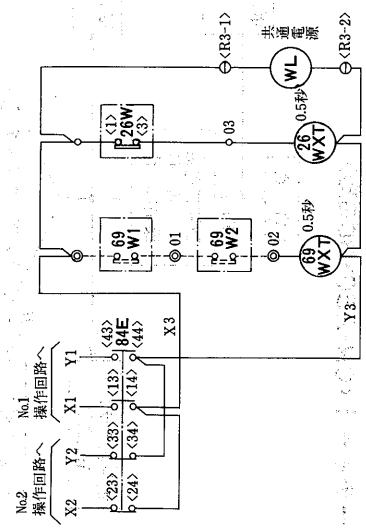 共通電源
<R3-1>
WL
<R3-2>
<1>
26W
<3>
03
0.5秒
26
WXT
69
W1
01
69
W2
02
0.5秒
69
WXT
X3
Y3
No.1
操作回路へ
Y1
X1
<43>
84E
<44>
<13>
<14>
No.2
操作回路へ
Y2
X2
<33>
<34>
<23>
<24>